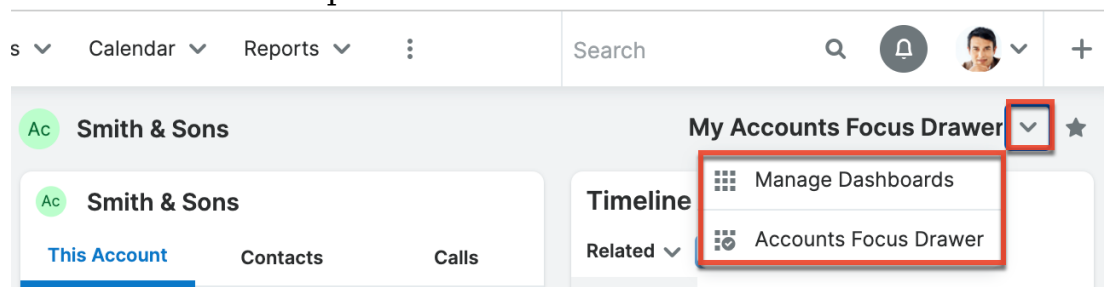 s Calendar Reports Search
Ac Smith & Sons My Accounts Focus Drawer
Manage Dashboards
Ac Smith & Sons Timeline
Accounts Focus Drawer
This Account Contacts Calls Related